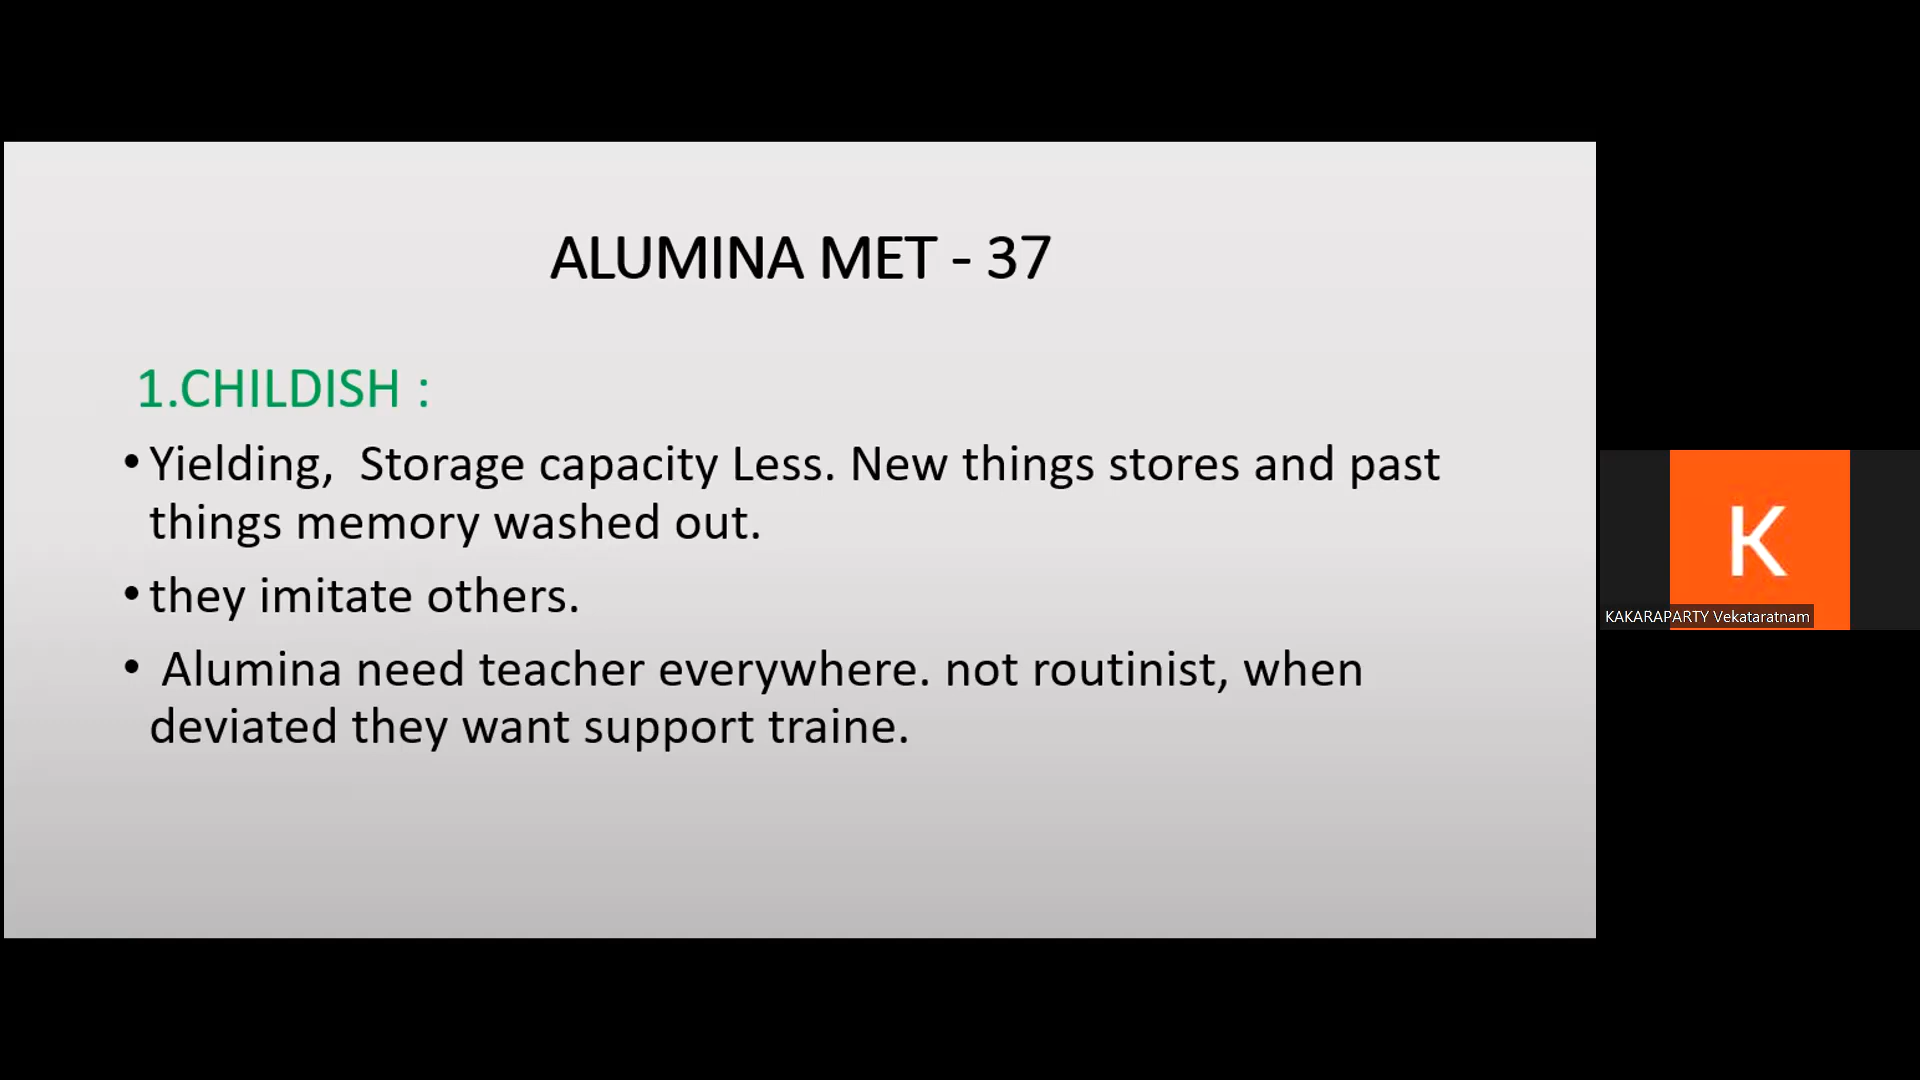 ALUMINA MET - 37
1.CHILDISH :
• Yielding,  Storage capacity Less. New things stores and past
things memory washed out.
• they imitate others.
•  Alumina need teacher everywhere. not routinist, when
deviated they want support traine.
K
KAKARAPARTY Vekataratnam